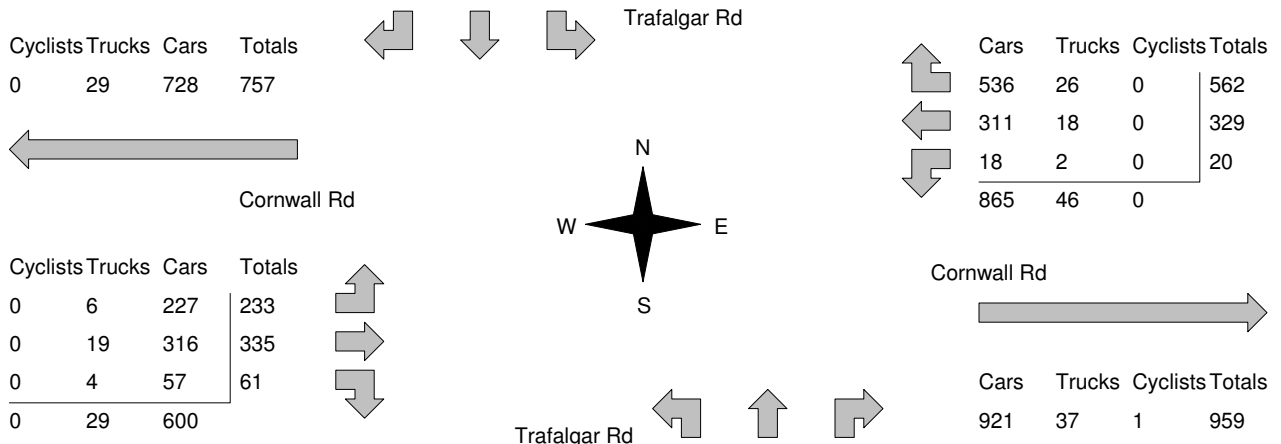 Trafalgar Rd
Cyclists Trucks Cars Totals
0 29 728 757
Cars Trucks Cyclists Totals
536 26 0 562
311 18 0 329
18 2 0 20
865 46 0
Cornwall Rd
N
W E
S
Cyclists Trucks Cars Totals
0 6 227 233
0 19 316 335
0 4 57 61
0 29 600
Cornwall Rd
Cars Trucks Cyclists Totals
921 37 1 959
Trafalgar Rd